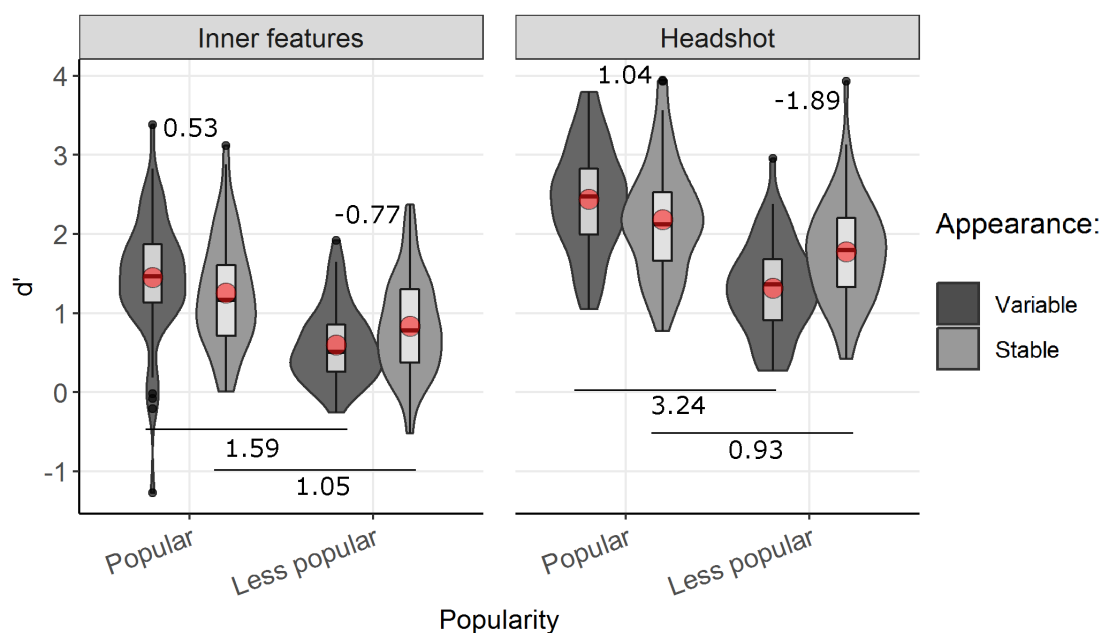 Inner features
Headshot
4
3
2
1
0
-1
d'
0.53
-0.77
1.59
1.05
1.04
-1.89
3.24
0.93
Popular
Less popular
Popular
Less popular
Popularity
Appearance:
Variable
Stable